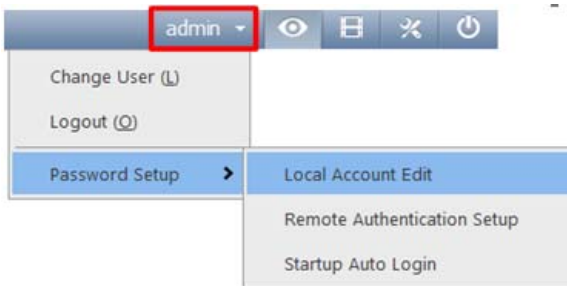 admin
Change User (L)
Logout (O)
Password Setup
Local Account Edit
Remote Authentication Setup
Startup Auto Login